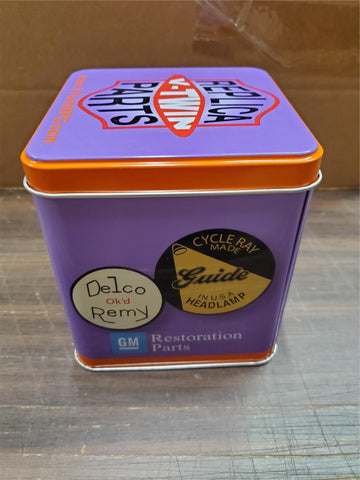 REPLICA
V-TWIN
PARTS
CYCLE RAY
MADE
Guide
IN U.S.A
HEADLAMP
Delco
Ok'd
Remy
GM Restoration
Parts